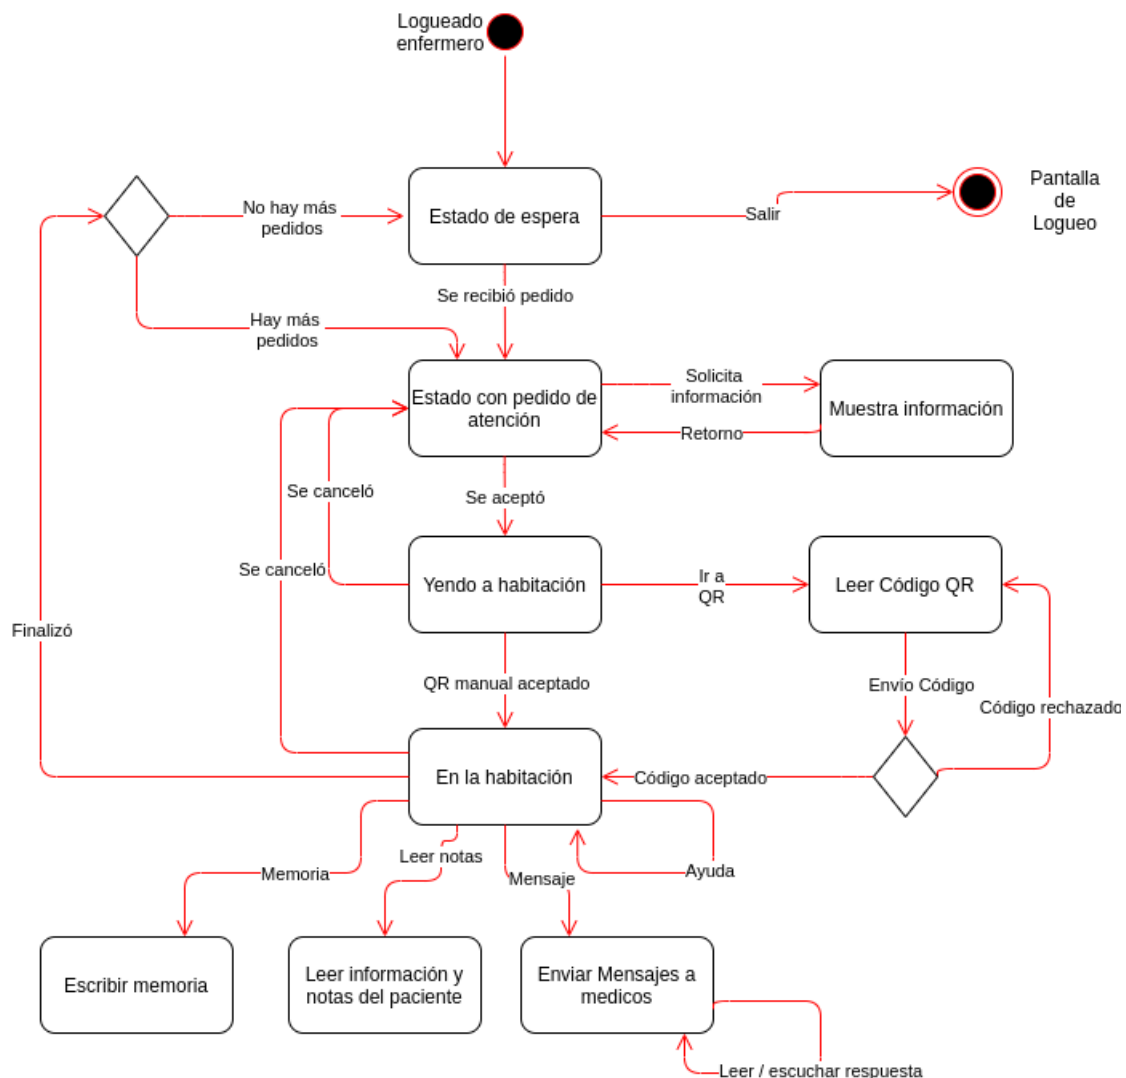 Logueado
enfermero
Pantalla
de
Logueo
No hay más
pedidos
Estado de espera
Salir
Se recibió pedido
Hay más
pedidos
Estado con pedido de
atención
Solicita
información
Muestra información
Retorno
Se canceló
Se aceptó
Se canceló
Yendo a habitación
Ir a
QR
Leer Código QR
Finalizó
QR manual aceptado
Envío Código
Código rechazado
En la habitación
Código aceptado
Memoria
Leer notas
Mensaje
Ayuda
Escribir memoria
Leer información y
notas del paciente
Enviar Mensajes a
medicos
Leer / escuchar respuesta